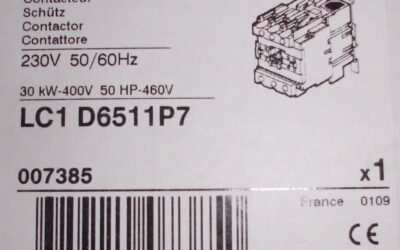 Contacteur
Schütz
Contactor
Contattore
230V 50/60Hz
30 kW-400V 50 HP-460V
LC1 D6511P7
007385
x1
France 0109
CE